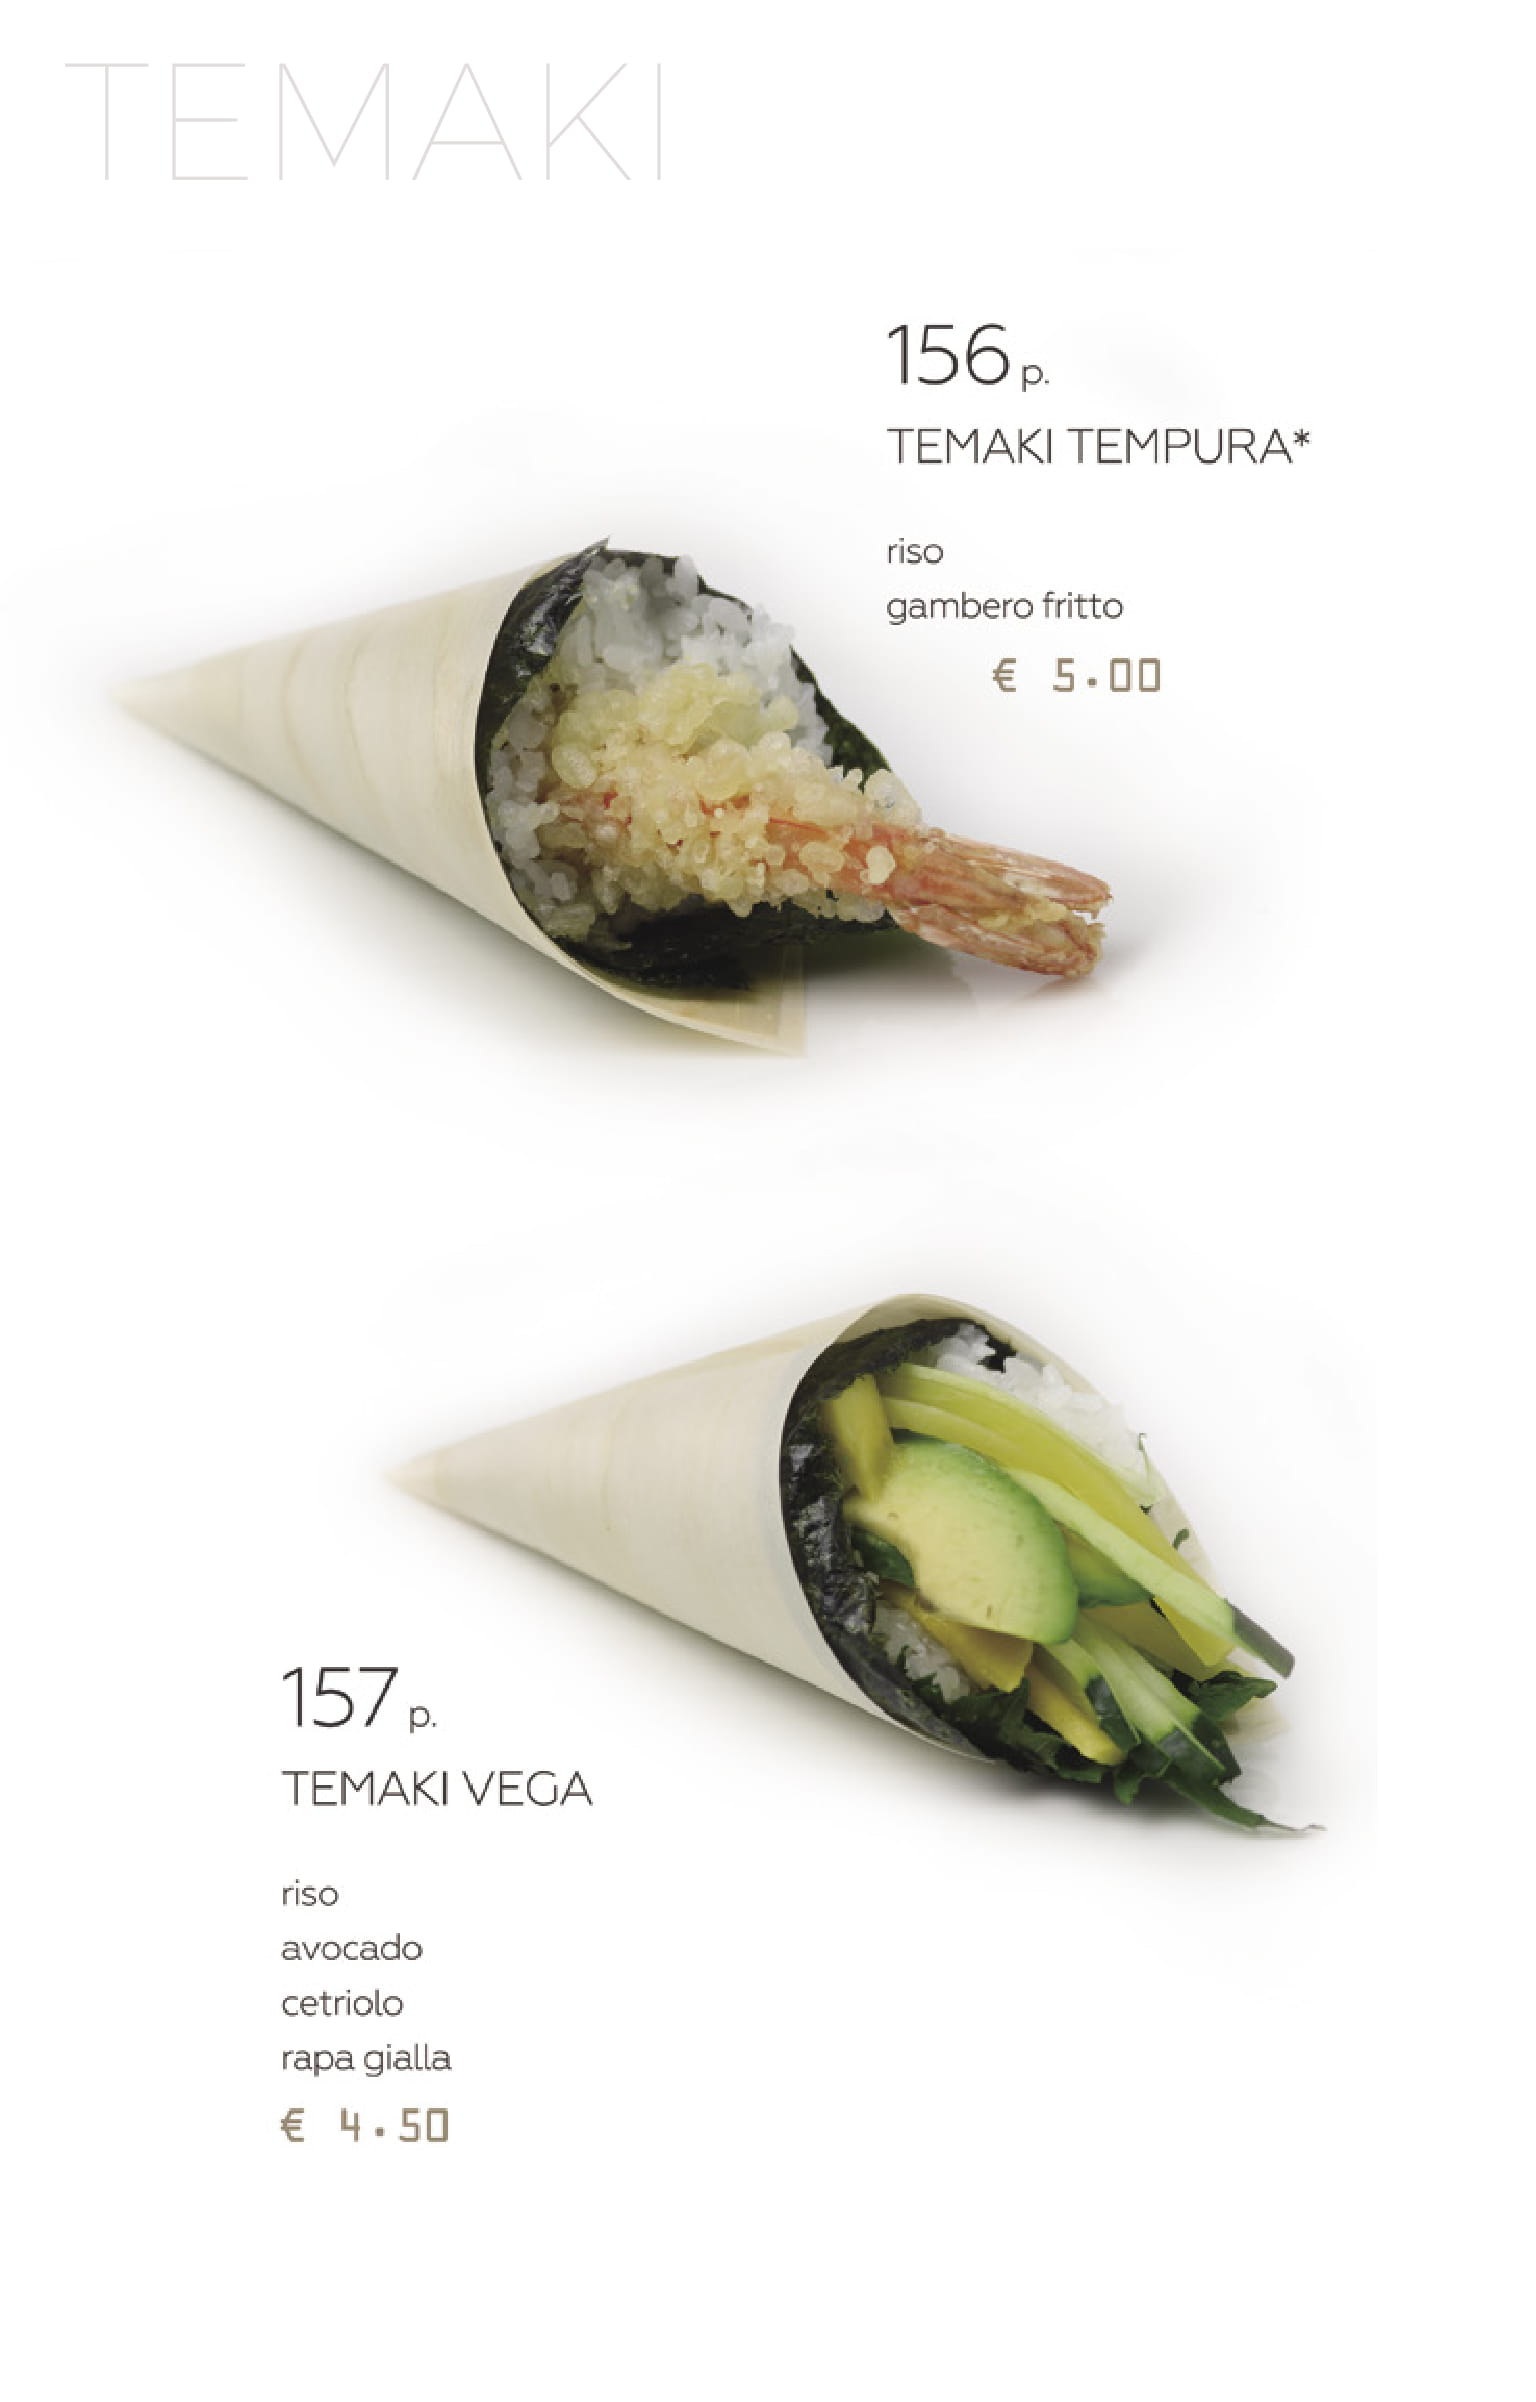 TEMAKI
156 p.
TEMAKI TEMPURA*
riso
gambero fritto
€ 5.00
157 p.
TEMAKI VEGA
riso
avocado
cetriolo
rapa gialla
€ 4.50